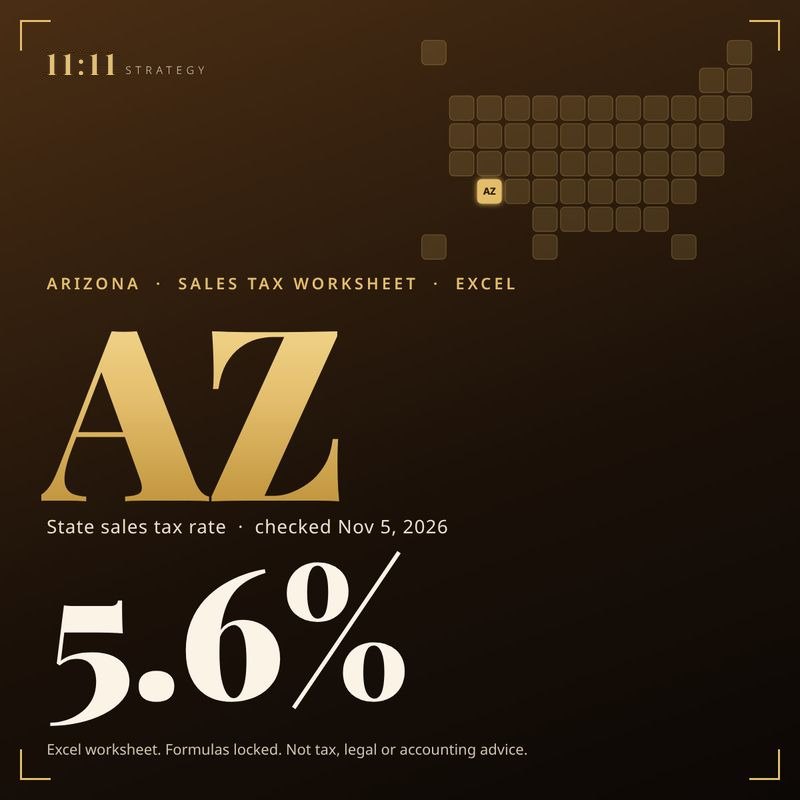 11:11 STRATEGY
AZ
ARIZONA · SALES TAX WORKSHEET · EXCEL
AZ
State sales tax rate · checked Nov 5, 2026
5.6%
Excel worksheet. Formulas locked. Not tax, legal or accounting advice.